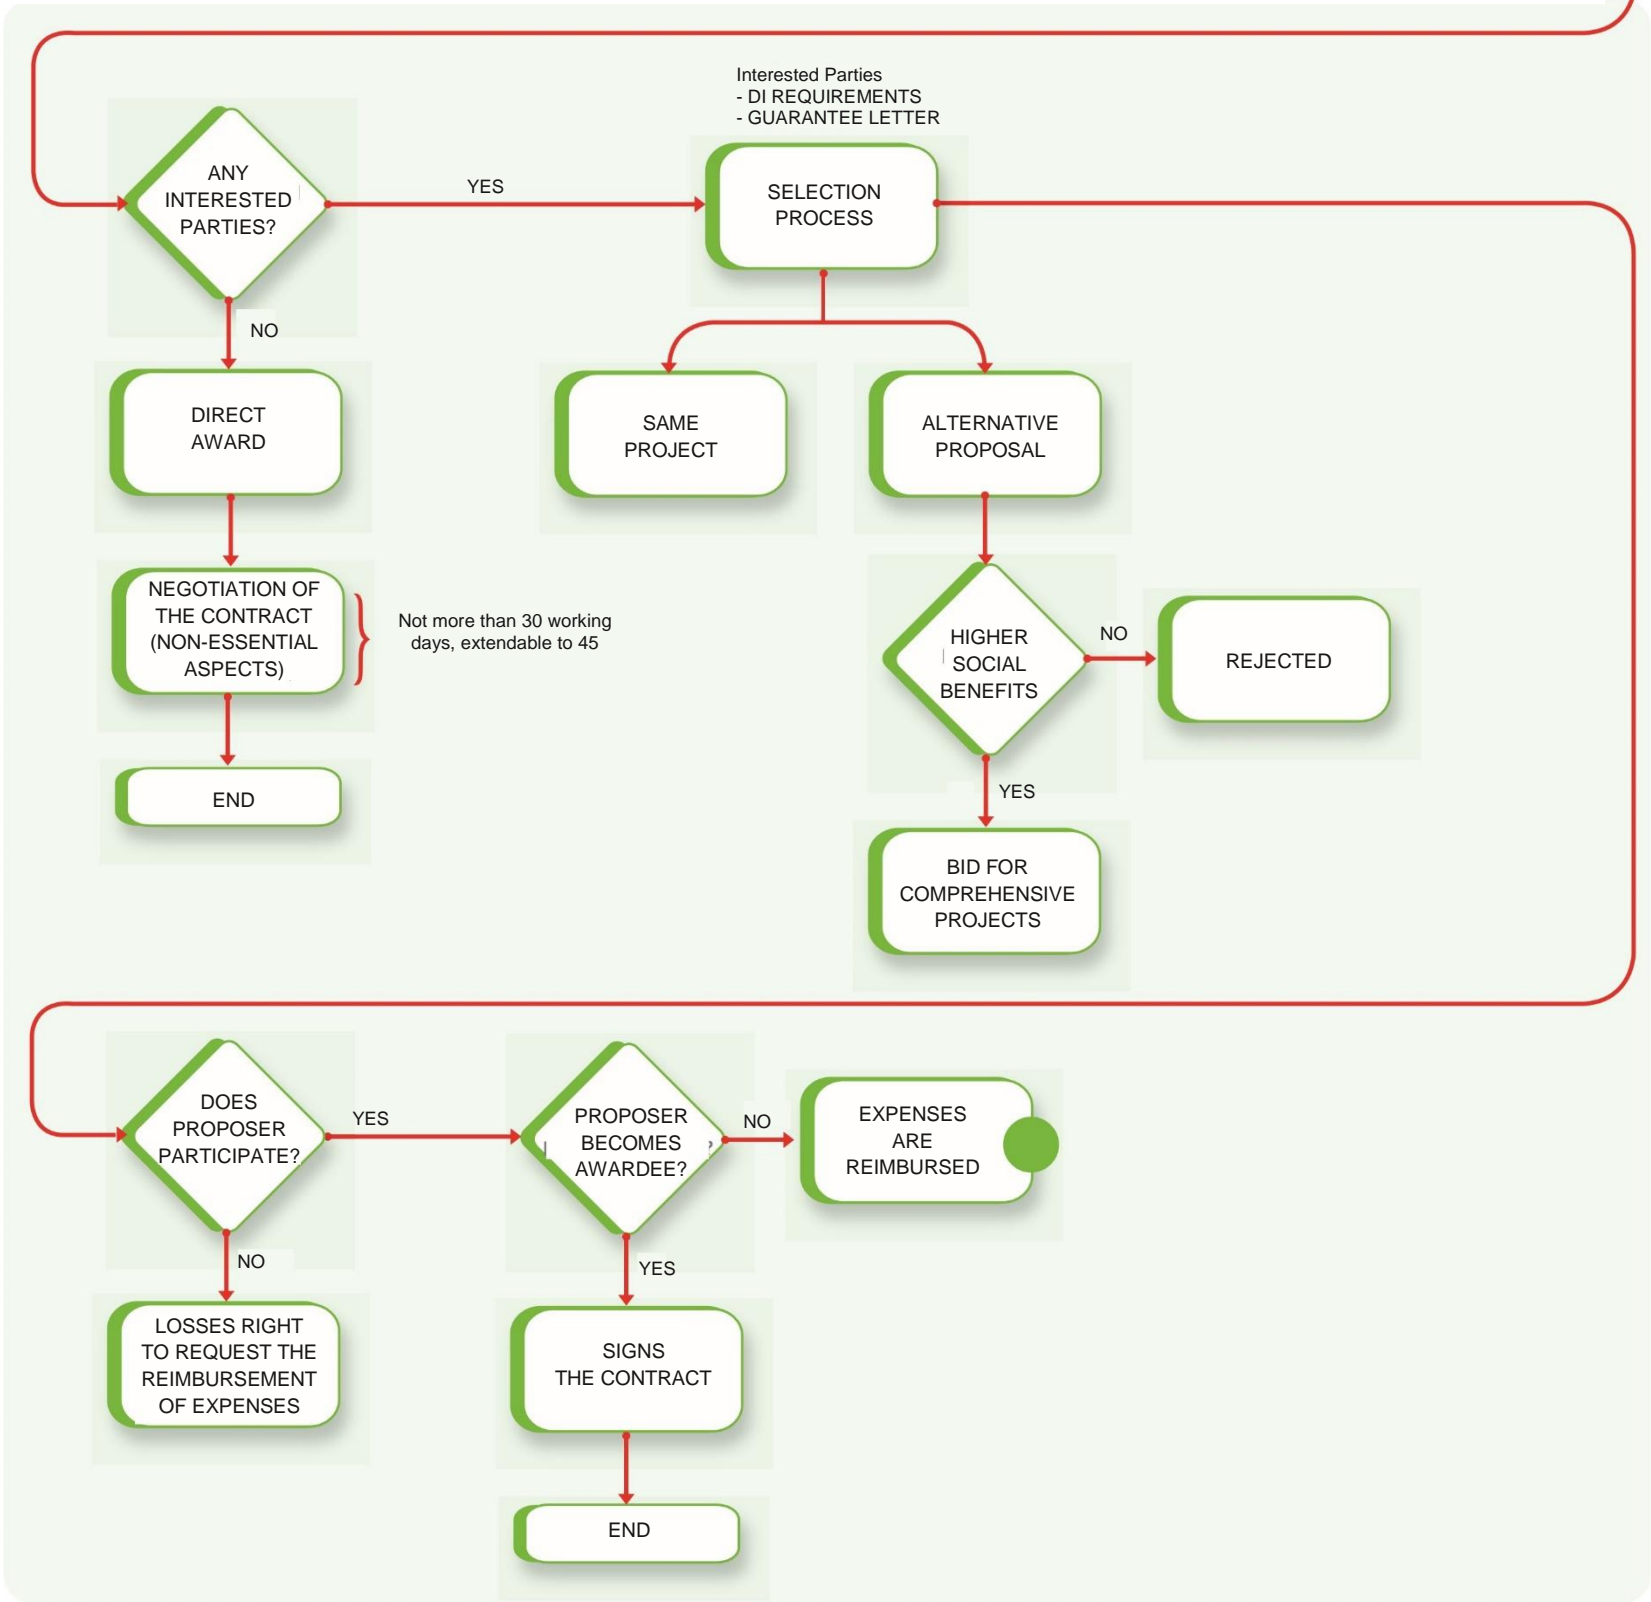 Interested Parties
- DI REQUIREMENTS
- GUARANTEE LETTER
ANY
INTERESTED
PARTIES?
YES
SELECTION
PROCESS
NO
DIRECT
AWARD
SAME
PROJECT
ALTERNATIVE
PROPOSAL
NEGOTIATION OF
THE CONTRACT
(NON-ESSENTIAL
ASPECTS)
Not more than 30 working
days, extendable to 45
HIGHER
SOCIAL
BENEFITS
NO
REJECTED
END
YES
BID FOR
COMPREHENSIVE
PROJECTS
DOES
PROPOSER
PARTICIPATE?
YES
PROPOSER
BECOMES
AWARDEE?
NO
EXPENSES
ARE
REIMBURSED
NO
YES
LOSSES RIGHT
TO REQUEST THE
REIMBURSEMENT
OF EXPENSES
SIGNS
THE CONTRACT
END